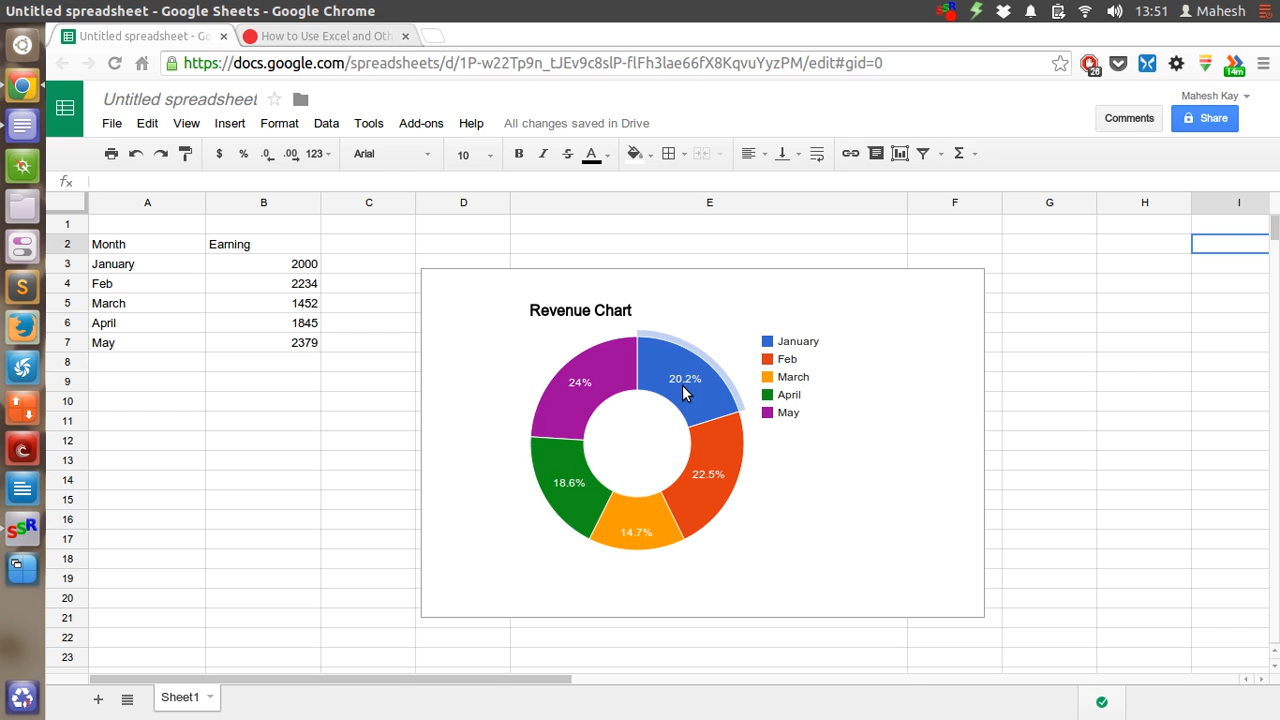 Untitled spreadsheet - Google Sheets - Google Chrome
SSR
13:51
Mahesh
Untitled spreadsheet - Go
How to Use Excel and Oth
https://docs.google.com/spreadsheets/d/1P-w22Tp9n_tJEv9c8slP-flFh3lae66fX8KqvuYyzPM/edit#gid=0
26
14m
Untitled spreadsheet
Mahesh Kay
File Edit View Insert Format Data Tools Add-ons Help All changes saved in Drive
Comments
Share
$ % .0 .00 123 Arial 10 B I S A Σ
fx
A B C D E F G H I
1
2 Month Earning
3 January 2000
4 Feb 2234
5 March 1452
6 April 1845
7 May 2379
8
9
10
11
12
13
14
15
16
17
18
19
20
21
22
23
Revenue Chart
January
Feb
March
April
May
20.2%
24%
22.5%
18.6%
14.7%
S
SSR
+ Sheet1